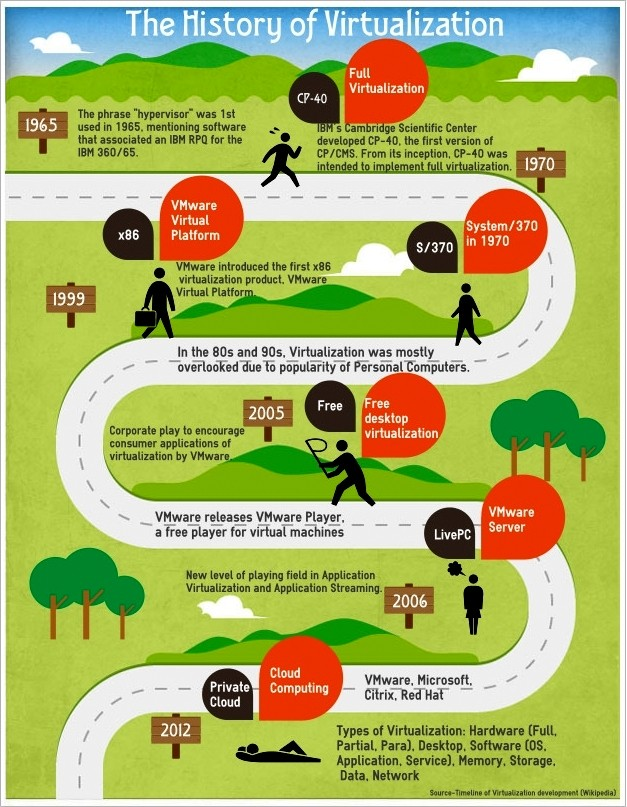 The History of Virtualization
CP-40
Full
Virtualization
1965
The phrase "hypervisor" was 1st
used in 1965, mentioning software
that associated an IBM RPQ for the
IBM 360/65.
IBM's Cambridge Scientific Center
developed CP-40, the first version of
CP/CMS. From its inception, CP-40 was
intended to implement full virtualization.
1970
x86
VMware
Virtual
Platform
S/370
System/370
in 1970
VMware introduced the first x86
virtualization product, VMware
Virtual Platform.
1999
In the 80s and 90s, Virtualization was mostly
overlooked due to popularity of Personal Computers.
2005
Free
Free
desktop
virtualization
Corporate play to encourage
consumer applications of
virtualization by VMware.
VMware releases VMware Player,
a free player for virtual machines
LivePC
VMware
Server
New level of playing field in Application
Virtualization and Application Streaming.
2006
Private
Cloud
Cloud
Computing
VMware, Microsoft,
Citrix, Red Hat
2012
Types of Virtualization: Hardware (Full,
Partial, Para), Desktop, Software (OS,
Application, Service), Memory, Storage,
Data, Network
Source-Timeline of Virtualization development (Wikipedia)